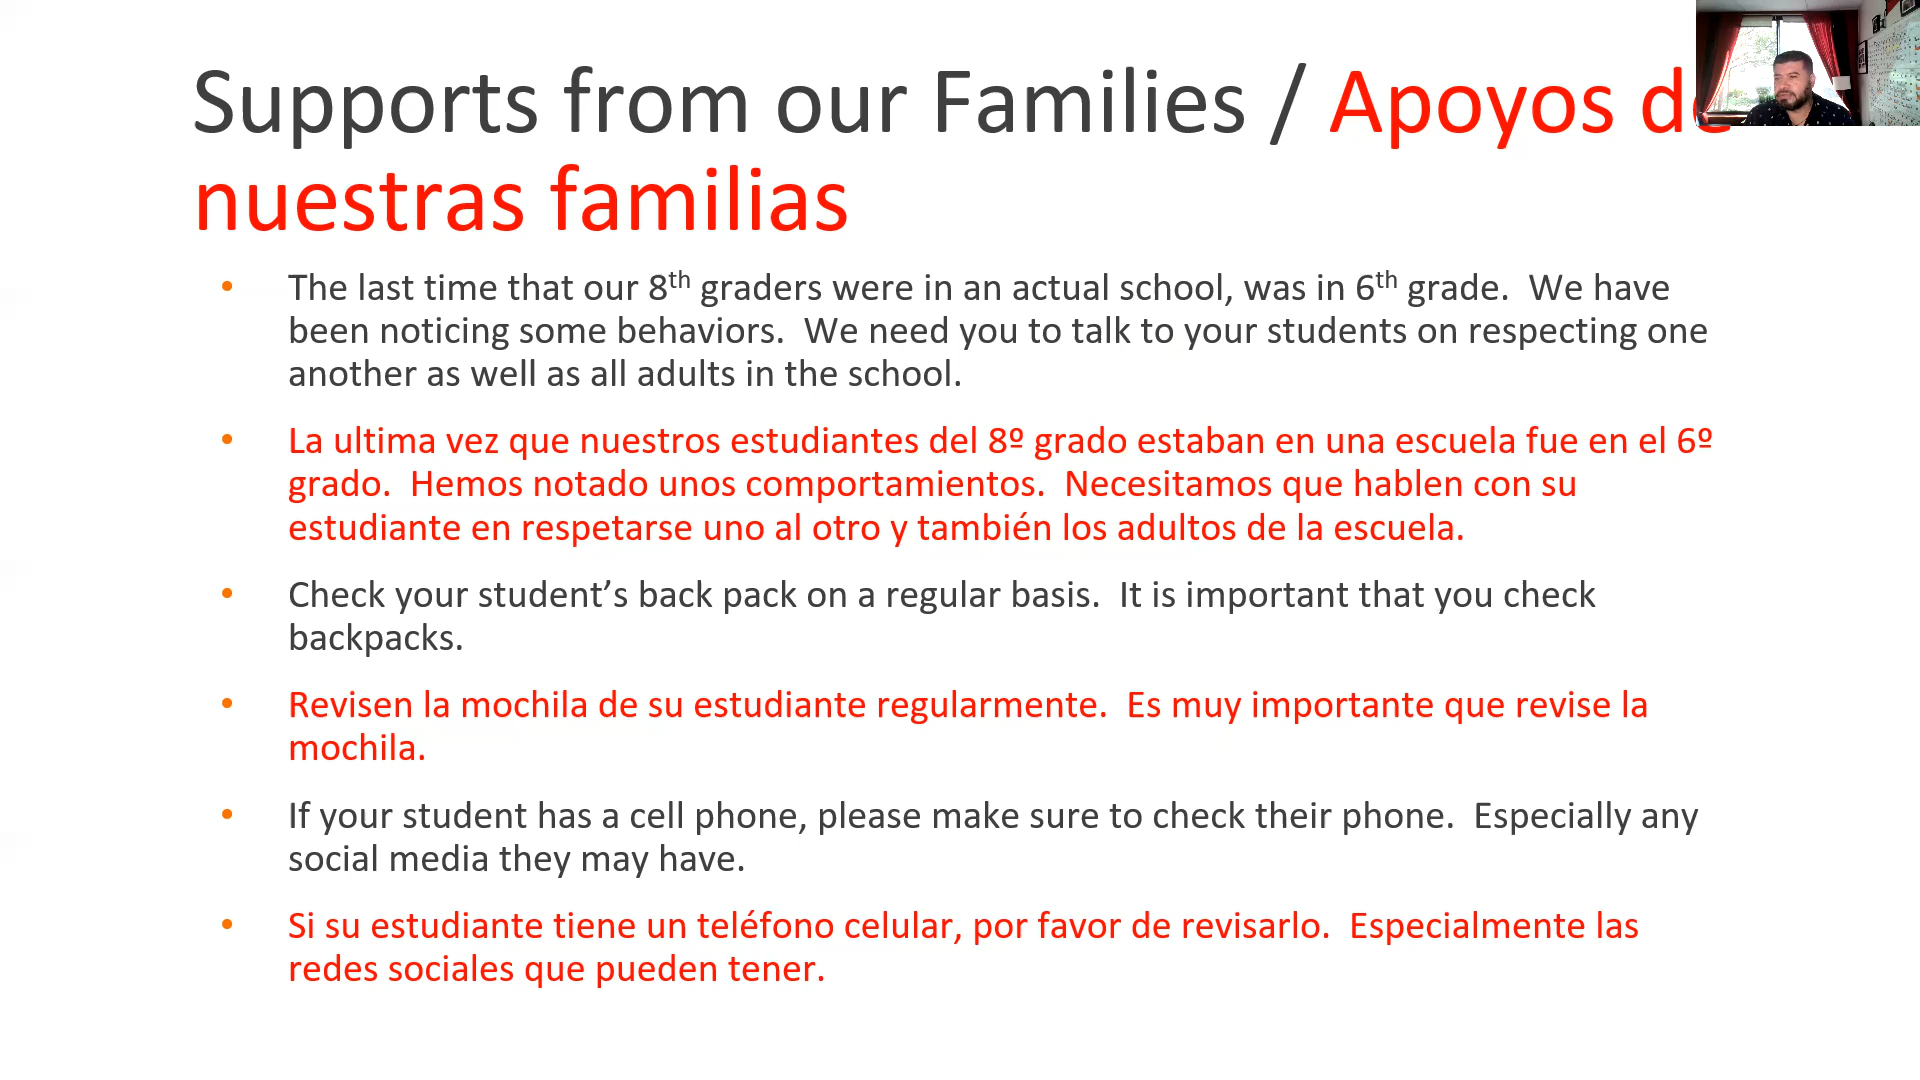 Supports from our Families / Apoyos de
nuestras familias
• The last time that our 8th graders were in an actual school, was in 6th grade.  We have
been noticing some behaviors.  We need you to talk to your students on respecting one
another as well as all adults in the school.
• La ultima vez que nuestros estudiantes del 8º grado estaban en una escuela fue en el 6º
grado.  Hemos notado unos comportamientos.  Necesitamos que hablen con su
estudiante en respetarse uno al otro y también los adultos de la escuela.
• Check your student’s back pack on a regular basis.  It is important that you check
backpacks.
• Revisen la mochila de su estudiante regularmente.  Es muy importante que revise la
mochila.
• If your student has a cell phone, please make sure to check their phone.  Especially any
social media they may have.
• Si su estudiante tiene un teléfono celular, por favor de revisarlo.  Especialmente las
redes sociales que pueden tener.